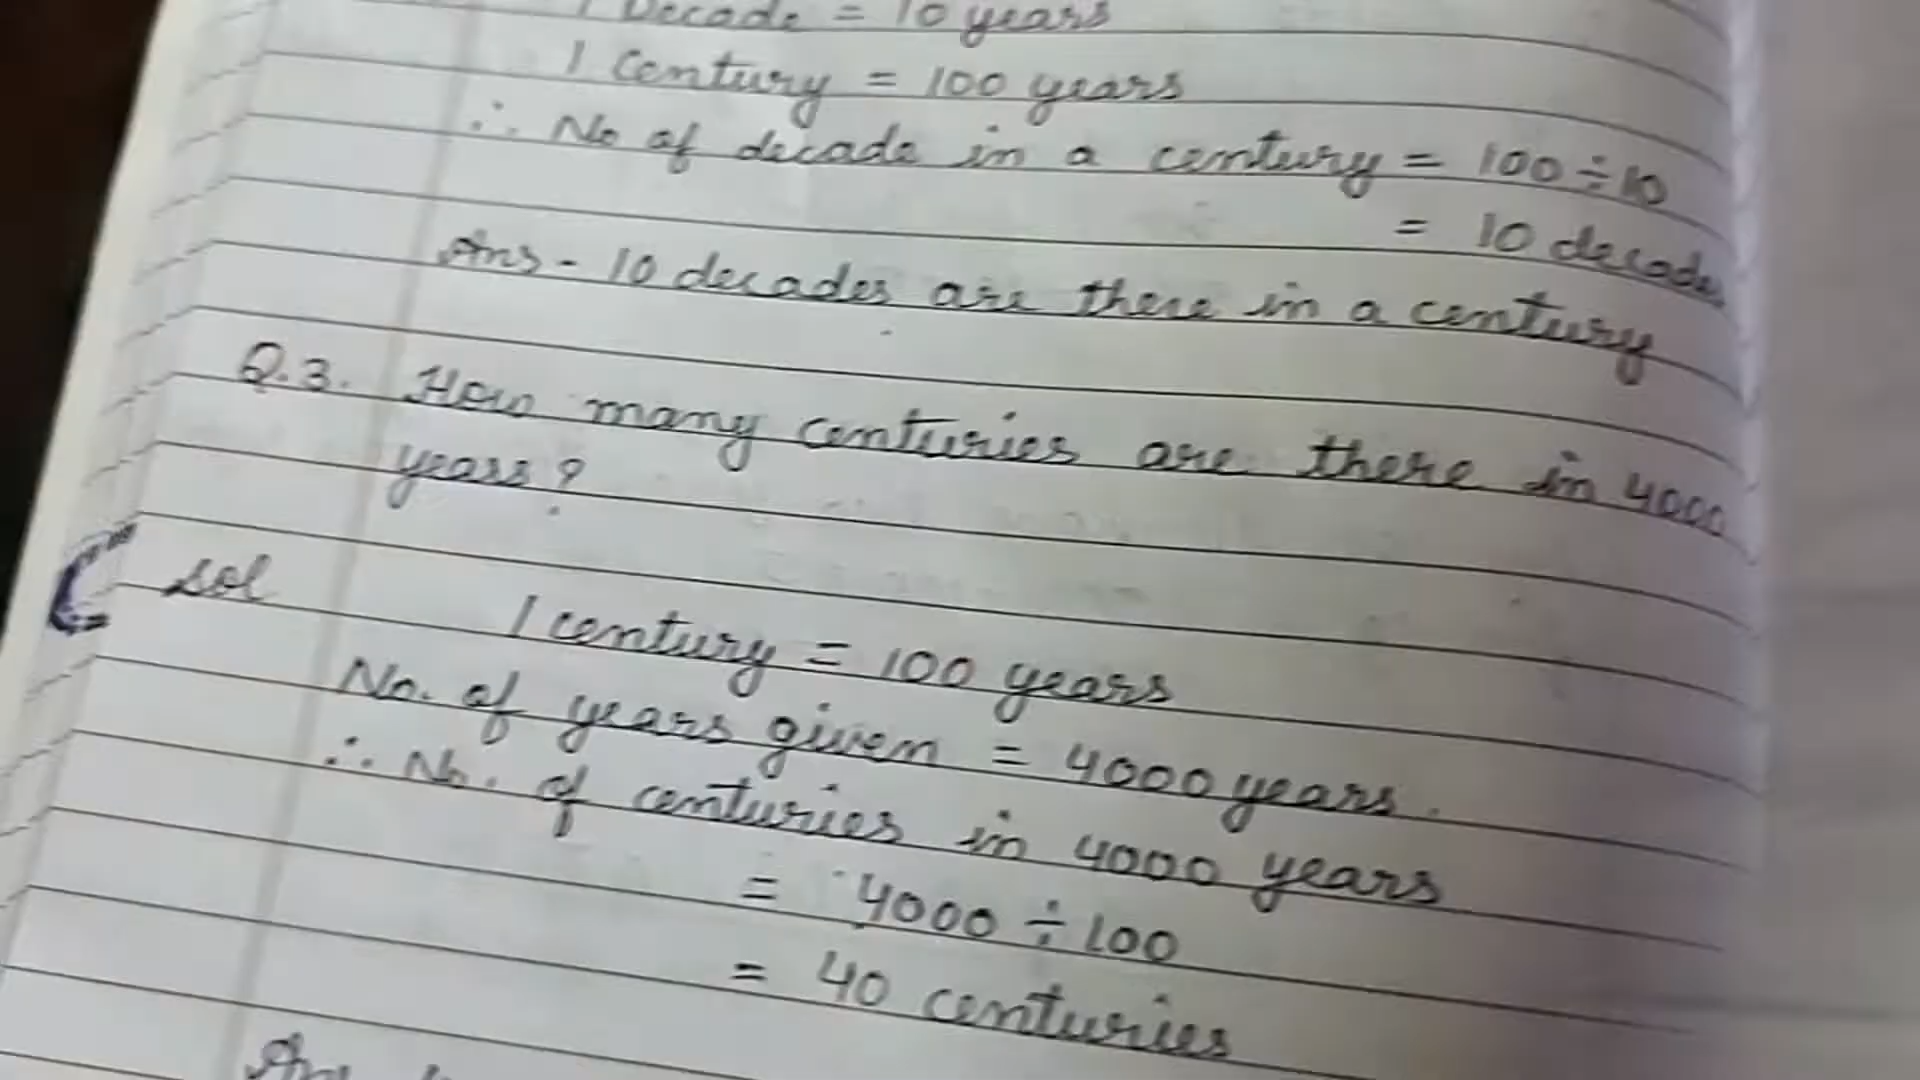 1 Decade = 10 years
1 Century = 100 years
∴ No of decade in a century = 100 ÷ 10
= 10 decades
Ans - 10 decades are there in a century
Q.3. How many centuries are there in 4000
years?
Sol
1 century = 100 years
No. of years given = 4000 years.
∴ No. of centuries in 4000 years
= 4000 ÷ 100
= 40 centuries
Ans